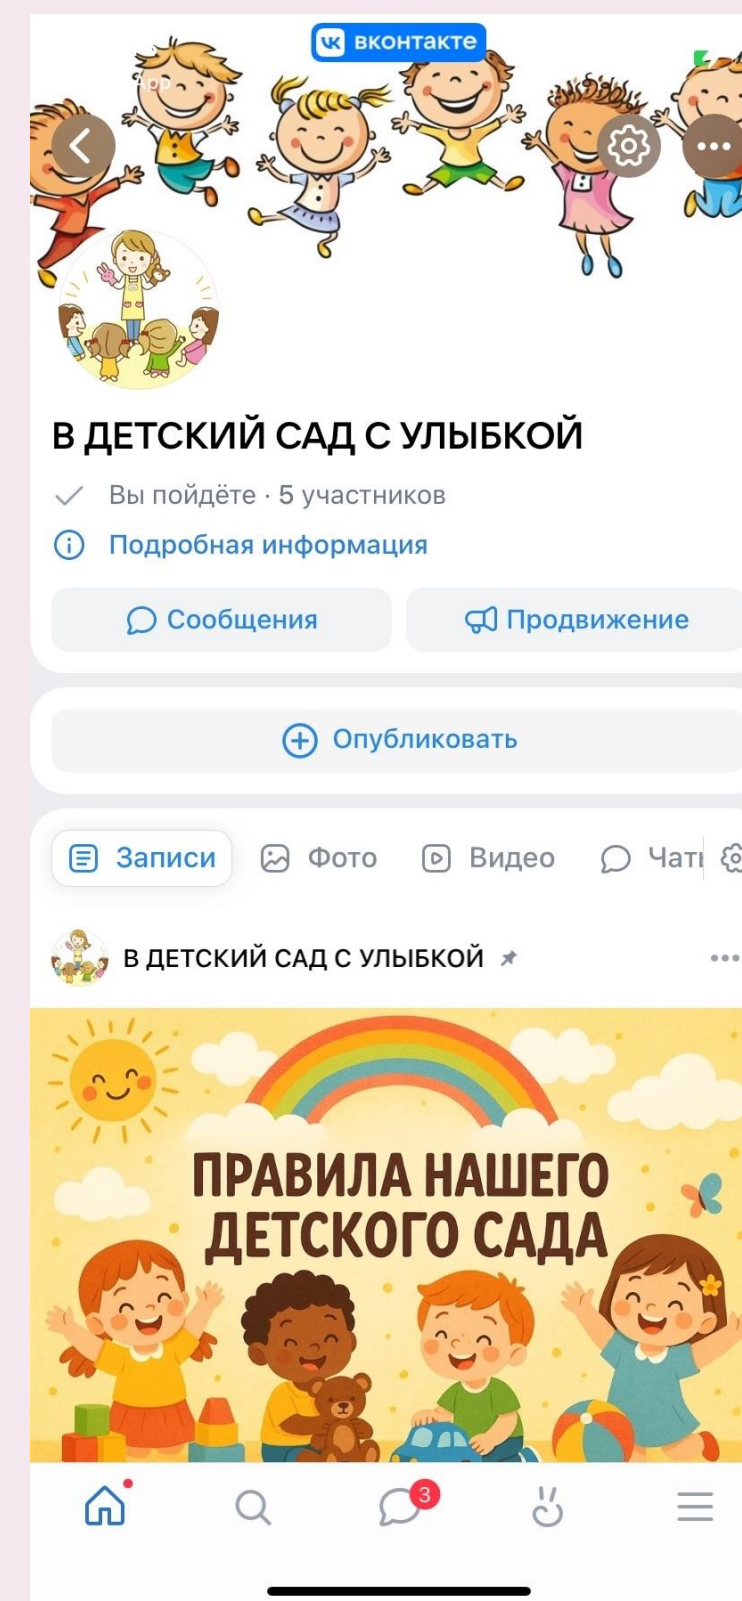 вконтакте
App
В ДЕТСКИЙ САД С УЛЫБКОЙ
Вы пойдёте · 5 участников
Подробная информация
Сообщения
Продвижение
Опубликовать
Записи
Фото
Видео
В ДЕТСКИЙ САД С УЛЫБКОЙ
ПРАВИЛА НАШЕГО
ДЕТСКОГО САДА
3